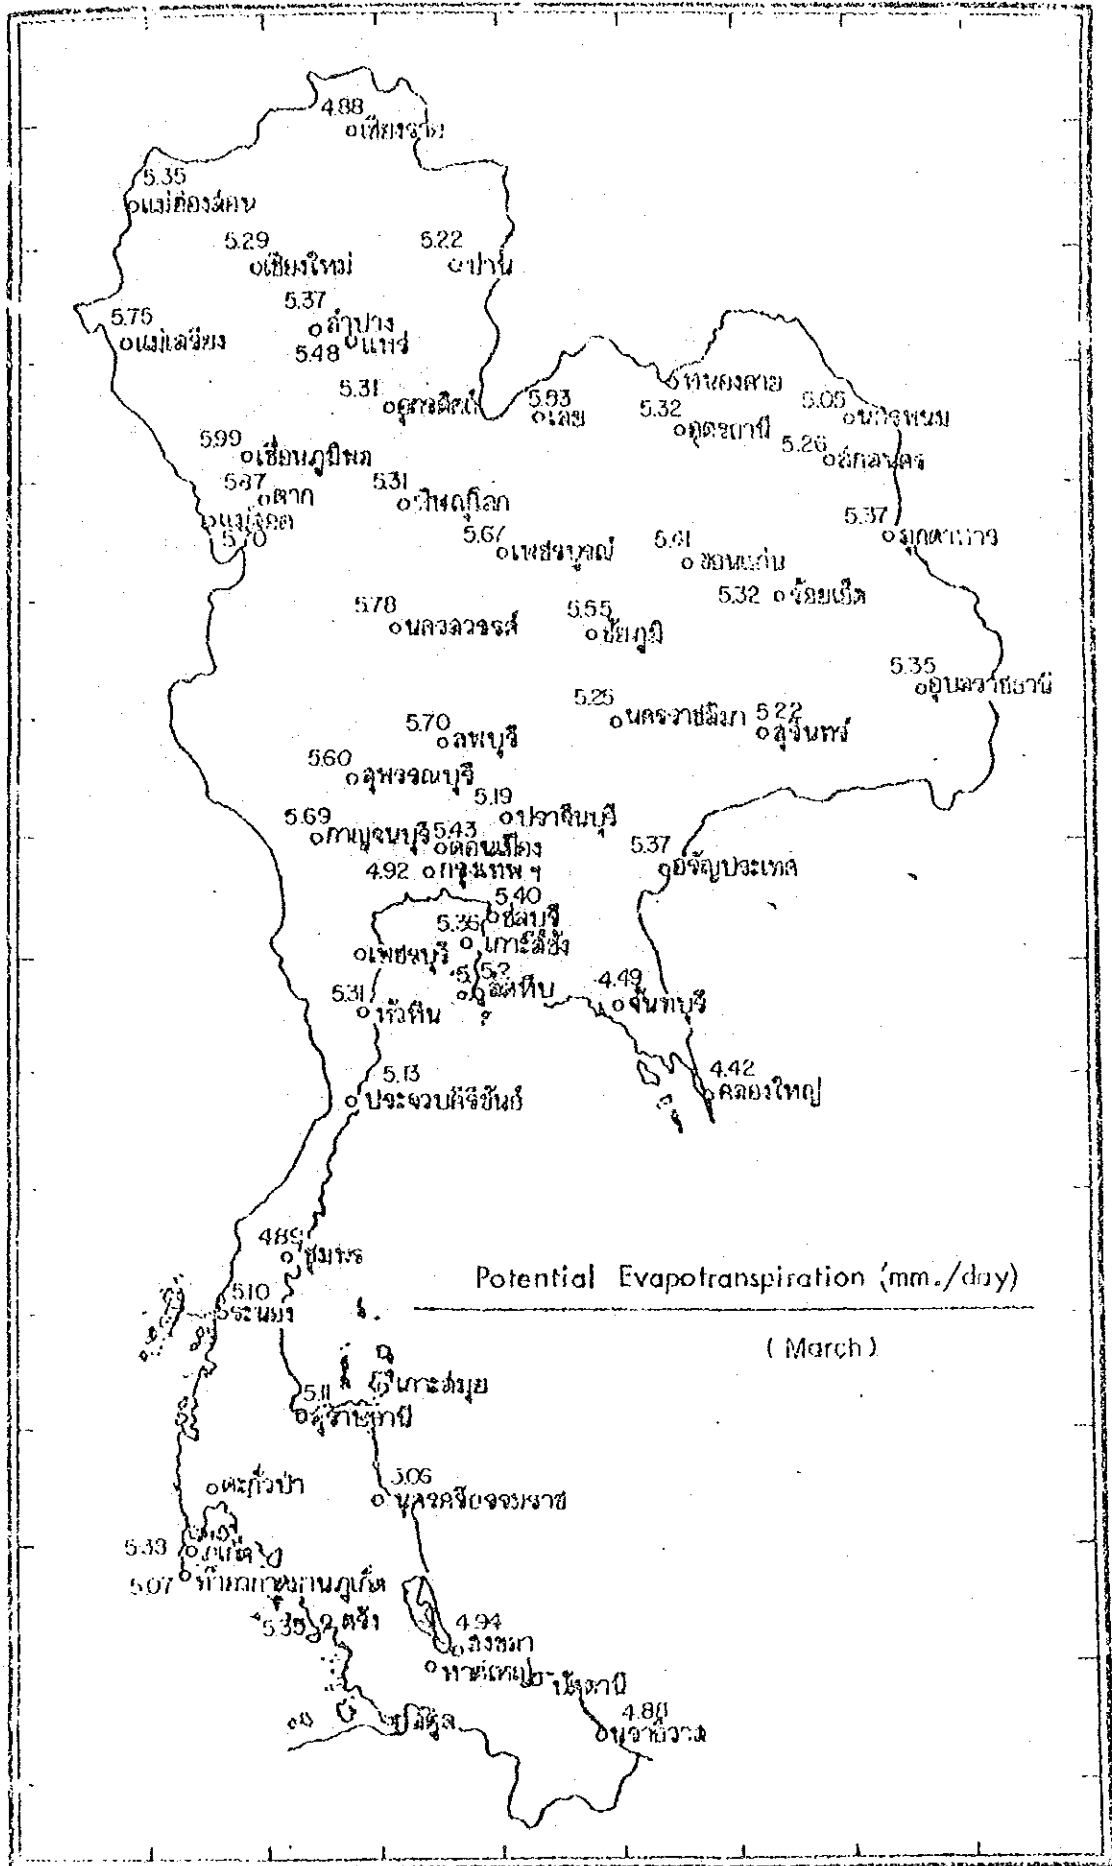 4.88
เชียงราย
5.35
แม่ฮ่องสอน
5.29
เชียงใหม่
5.22
น่าน
5.37
ลำปาง
5.75
แม่เสรียง
5.48
แพร่
5.31
อุตรดิตถ์
เลย
หนองคาย
5.32
อุดรธานี
5.05
นครพนม
5.26
สกลนคร
5.99
เขื่อนภูมิพล
ตาก
5.31
พิษณุโลก
แม่สอด
5.70
5.67
เพชรบูรณ์
ขอนแก่น
5.37
มุกดาหาร
5.32
ร้อยเอ็ด
5.78
นครสวรรค์
ชัยภูมิ
5.35
อุบลราชธานี
5.25
นครราชสีมา
5.22
สุรินทร์
5.70
ลพบุรี
5.60
สุพรรณบุรี
5.19
ปราจีนบุรี
5.69
กาญจนบุรี
5.43
ดอนเมือง
4.92
กรุงเทพ ฯ
5.37
อรัญประเทศ
5.40
ชลบุรี
5.36
เกาะสีชัง
เพชรบุรี
สัตหีบ
4.49
จันทบุรี
5.31
หัวหิน
4.42
คลองใหญ่
5.13
ประจวบคีรีขันธ์
4.89
ชุมพร
5.10
ระนอง
Potential Evapotranspiration (mm./day)
( March )
เกาะสมุย
5.11
สุราษฎร์ธานี
ตะกั่วป่า
5.06
นครศรีธรรมราช
5.33
ภูเก็ต
5.07
5.35
ตรัง
4.94
สงขลา
หาดใหญ่
ปัตตานี
สตูล
4.88
นราธิวาส